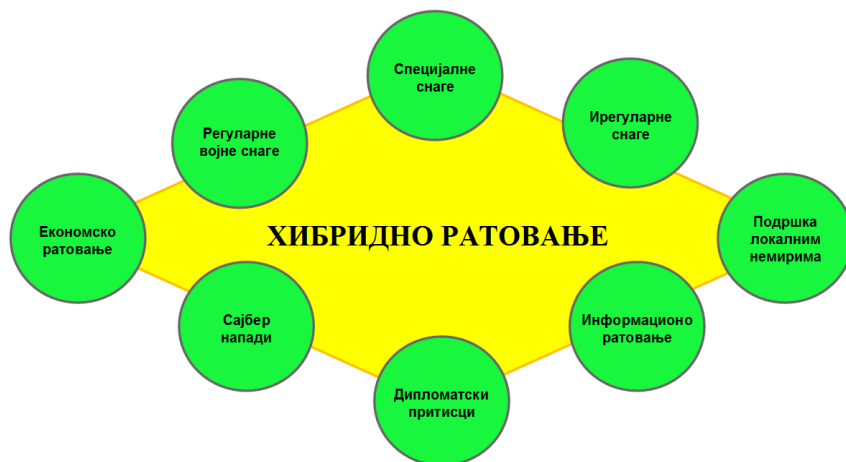 Специјалне
снаге
Регуларне
војне снаге
Ирегуларне
снаге
Економско
ратовање
ХИБРИДНО РАТОВАЊЕ
Подршка
локалним
немирима
Сајбер
напади
Информационо
ратовање
Дипломатски
притисци